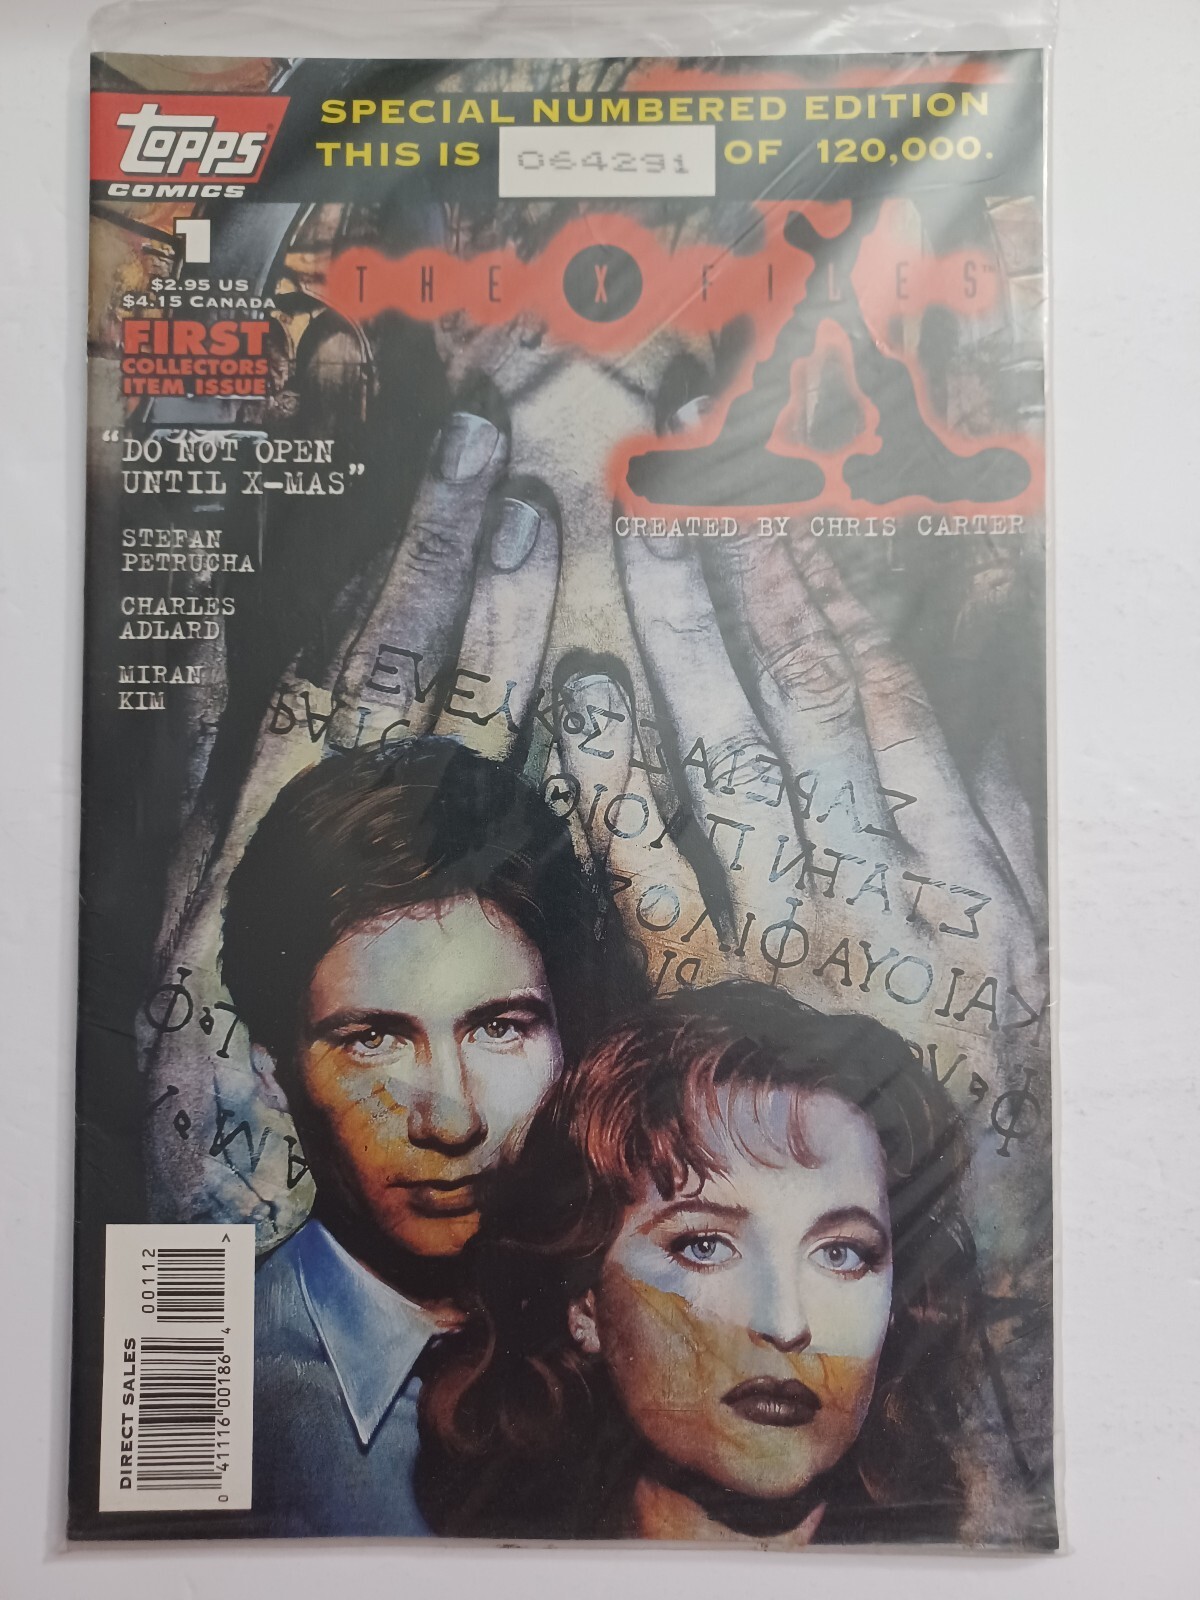 SPECIAL NUMBERED EDITION
THIS IS 064291 OF 120,000.
TOPPS
COMICS
1
$2.95 US
$4.15 CANADA
FIRST
COLLECTORS
ITEM ISSUE
THE X FILES™
X
CREATED BY CHRIS CARTER
"DO NOT OPEN
UNTIL X-MAS"
STEFAN
PETRUCHA
CHARLES
ADLARD
MIRAN
KIM
DIRECT SALES
0 41116 00186 4
00112 >